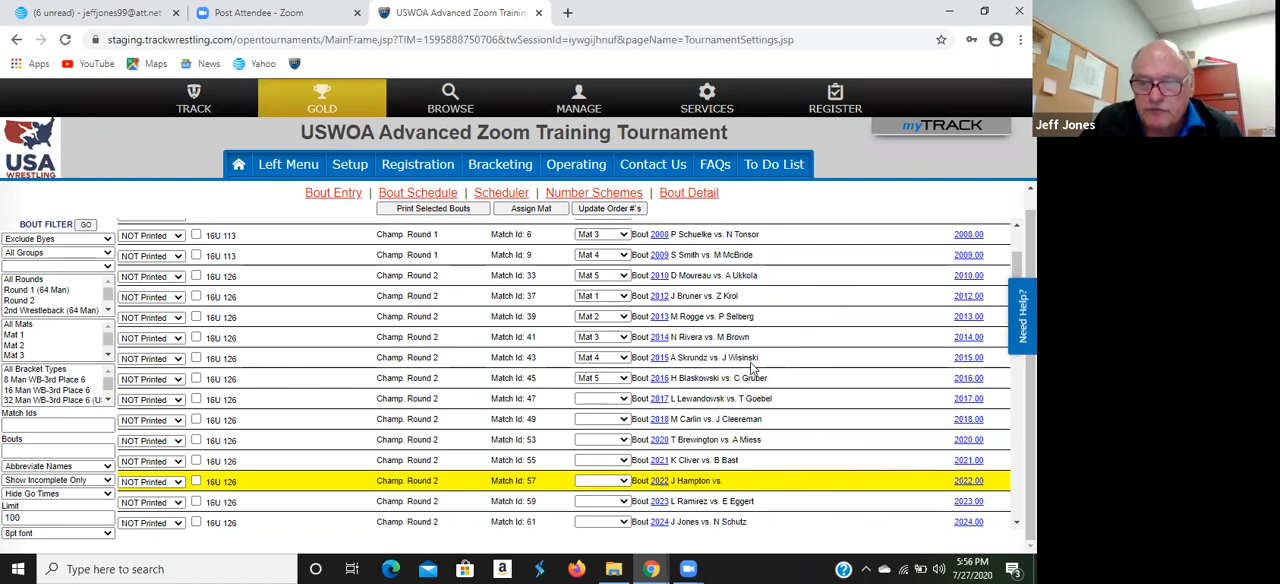 (6 unread) - jeffjones99@att.net
Post Attendee - Zoom
USWOA Advanced Zoom Trainin
staging.trackwrestling.com/opentournaments/MainFrame.jsp?TIM=1595888750706&twSessionId=iywgijhnuf&pageName=TournamentSettings.jsp
Apps YouTube Maps News AT&T Yahoo
TRACK GOLD BROWSE MANAGE SERVICES REGISTER
USWOA Advanced Zoom Training Tournament
myTRACK
USA WRESTLING
Left Menu Setup Registration Bracketing Operating Contact Us FAQs To Do List
Bout Entry | Bout Schedule | Scheduler | Number Schemes | Bout Detail
Print Selected Bouts Assign Mat Update Order #'s
BOUT FILTER GO
Exclude Byes
All Groups
All Rounds
Round 1 (64 Man)
Round 2
2nd Wrestleback (64 Man)
All Mats
Mat 1
Mat 2
Mat 3
All Bracket Types
8 Man WB-3rd Place 6
16 Man WB-3rd Place 6
32 Man WB-3rd Place 6 (U
Match Ids
Bouts
Abbreviate Names
Show Incomplete Only
Hide Go Times
Limit
100
8pt font
NOT Printed 16U 113 Champ. Round 1 Match Id: 6 Mat 3 Bout 2008 P Schuelke vs. N Tonsor 2008.00
NOT Printed 16U 113 Champ. Round 1 Match Id: 9 Mat 4 Bout 2009 S Smith vs. M McBride 2009.00
NOT Printed 16U 126 Champ. Round 2 Match Id: 33 Mat 5 Bout 2010 D Moureau vs. A Ukkola 2010.00
NOT Printed 16U 126 Champ. Round 2 Match Id: 37 Mat 1 Bout 2012 J Bruner vs. Z Krol 2012.00
NOT Printed 16U 126 Champ. Round 2 Match Id: 39 Mat 2 Bout 2013 M Rogge vs. P Selberg 2013.00
NOT Printed 16U 126 Champ. Round 2 Match Id: 41 Mat 3 Bout 2014 N Rivera vs. M Brown 2014.00
NOT Printed 16U 126 Champ. Round 2 Match Id: 43 Mat 4 Bout 2015 A Skrundz vs. J Wisinski 2015.00
NOT Printed 16U 126 Champ. Round 2 Match Id: 45 Mat 5 Bout 2016 H Blaskowski vs. C Gruber 2016.00
NOT Printed 16U 126 Champ. Round 2 Match Id: 47 Bout 2017 L Lewandowsk vs. T Goebel 2017.00
NOT Printed 16U 126 Champ. Round 2 Match Id: 49 Bout 2018 M Carlin vs. J Cleereman 2018.00
NOT Printed 16U 126 Champ. Round 2 Match Id: 53 Bout 2020 T Brewington vs. A Miess 2020.00
NOT Printed 16U 126 Champ. Round 2 Match Id: 55 Bout 2021 K Cliver vs. B Bast 2021.00
NOT Printed 16U 126 Champ. Round 2 Match Id: 57 Bout 2022 J Hampton vs. 2022.00
NOT Printed 16U 126 Champ. Round 2 Match Id: 59 Bout 2023 L Ramirez vs. E Eggert 2023.00
NOT Printed 16U 126 Champ. Round 2 Match Id: 61 Bout 2024 J Jones vs. N Schutz 2024.00
Need Help?
Jeff Jones
Type here to search
5:56 PM
7/27/2020
3